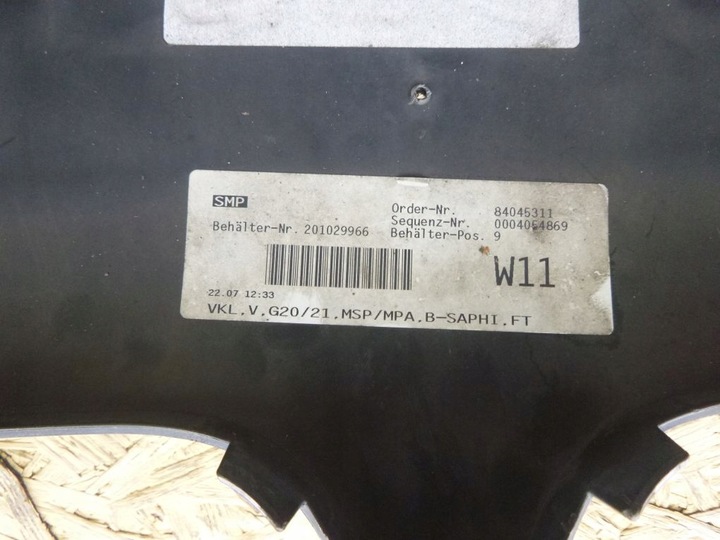 SMP
Order-Nr. 84045311
Sequenz-Nr. 0004064869
Behälter-Nr. 201029966 Behälter-Pos. 9
W11
22.07 12:33
VKL.V.G20/21.MSP/MPA.B-SAPHI.FT